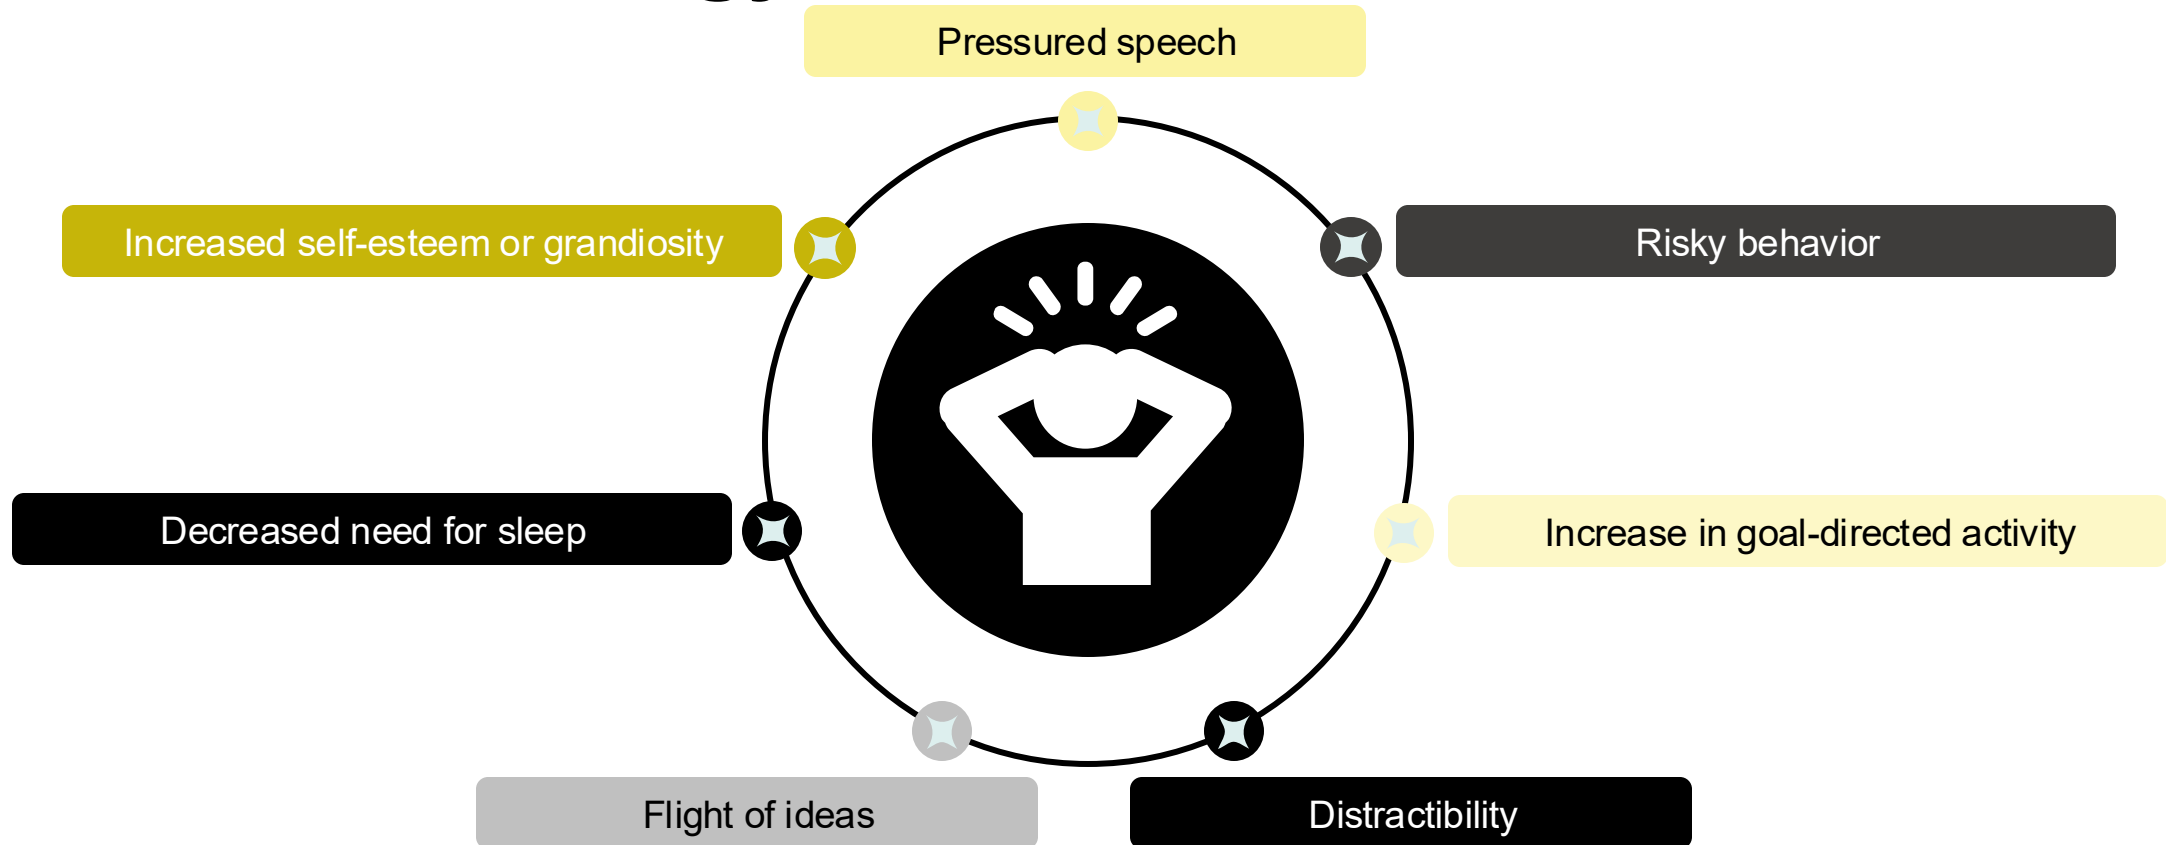 Pressured speech
Increased self-esteem or grandiosity
Risky behavior
Decreased need for sleep
Increase in goal-directed activity
Flight of ideas
Distractibility